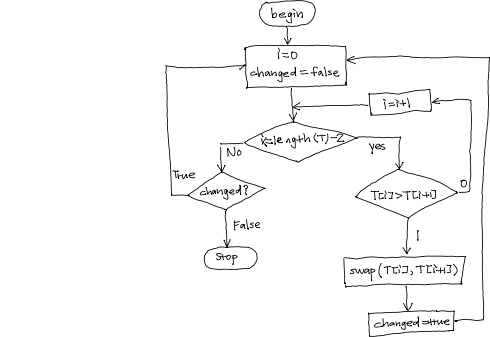 begin
i=0
changed=false
i=i+1
i<=length(T)-2
No
yes
True
changed?
T[i]>T[i+1]
0
False
1
Stop
swap(T[i],T[i+1])
changed=true